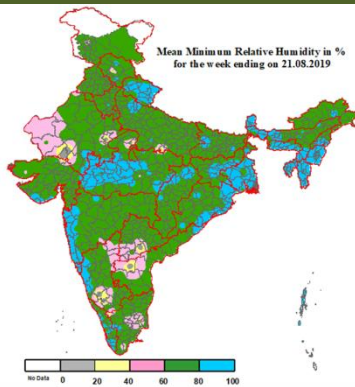 Mean Minimum Relative Humidity in %
for the week ending on 21.08.2019
No Data 0 20 40 60 80 100